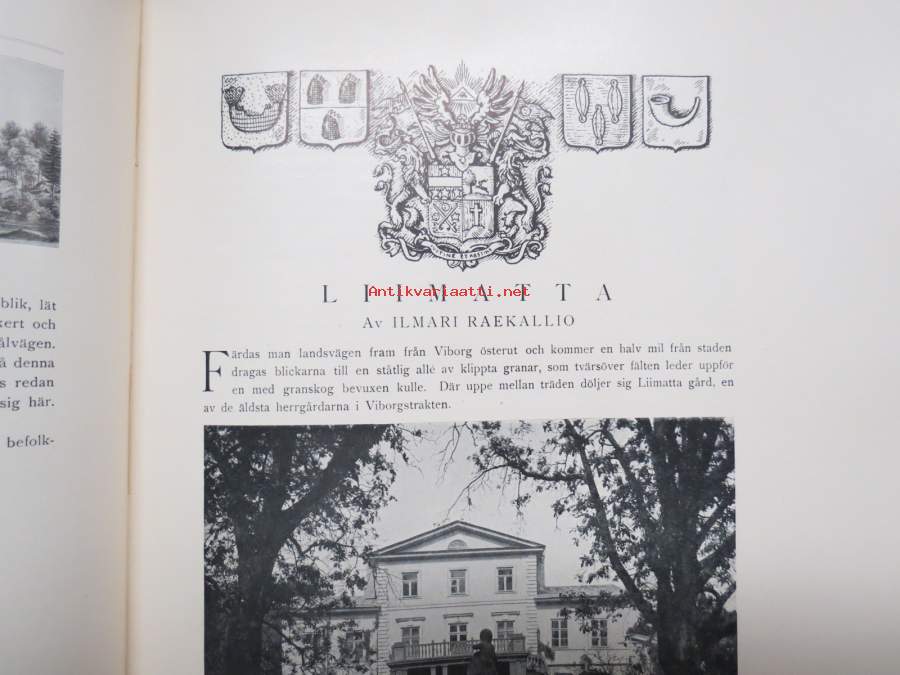 blik, lät
kert och
ålvägen.
å denna
s redan
sig här.
befolk-
LIIMATTA
Antikvariaatti.net
Av ILMARI RAEKALLIO
Färdas man landsvägen fram från Viborg österut och kommer en halv mil från staden
dragas blickarna till en ståtlig allé av klippta granar, som tvärsöver fälten leder uppför
en med granskog bevuxen kulle. Där uppe mellan träden döljer sig Liimatta gård, en
av de äldsta herrgårdarna i Viborgstrakten.